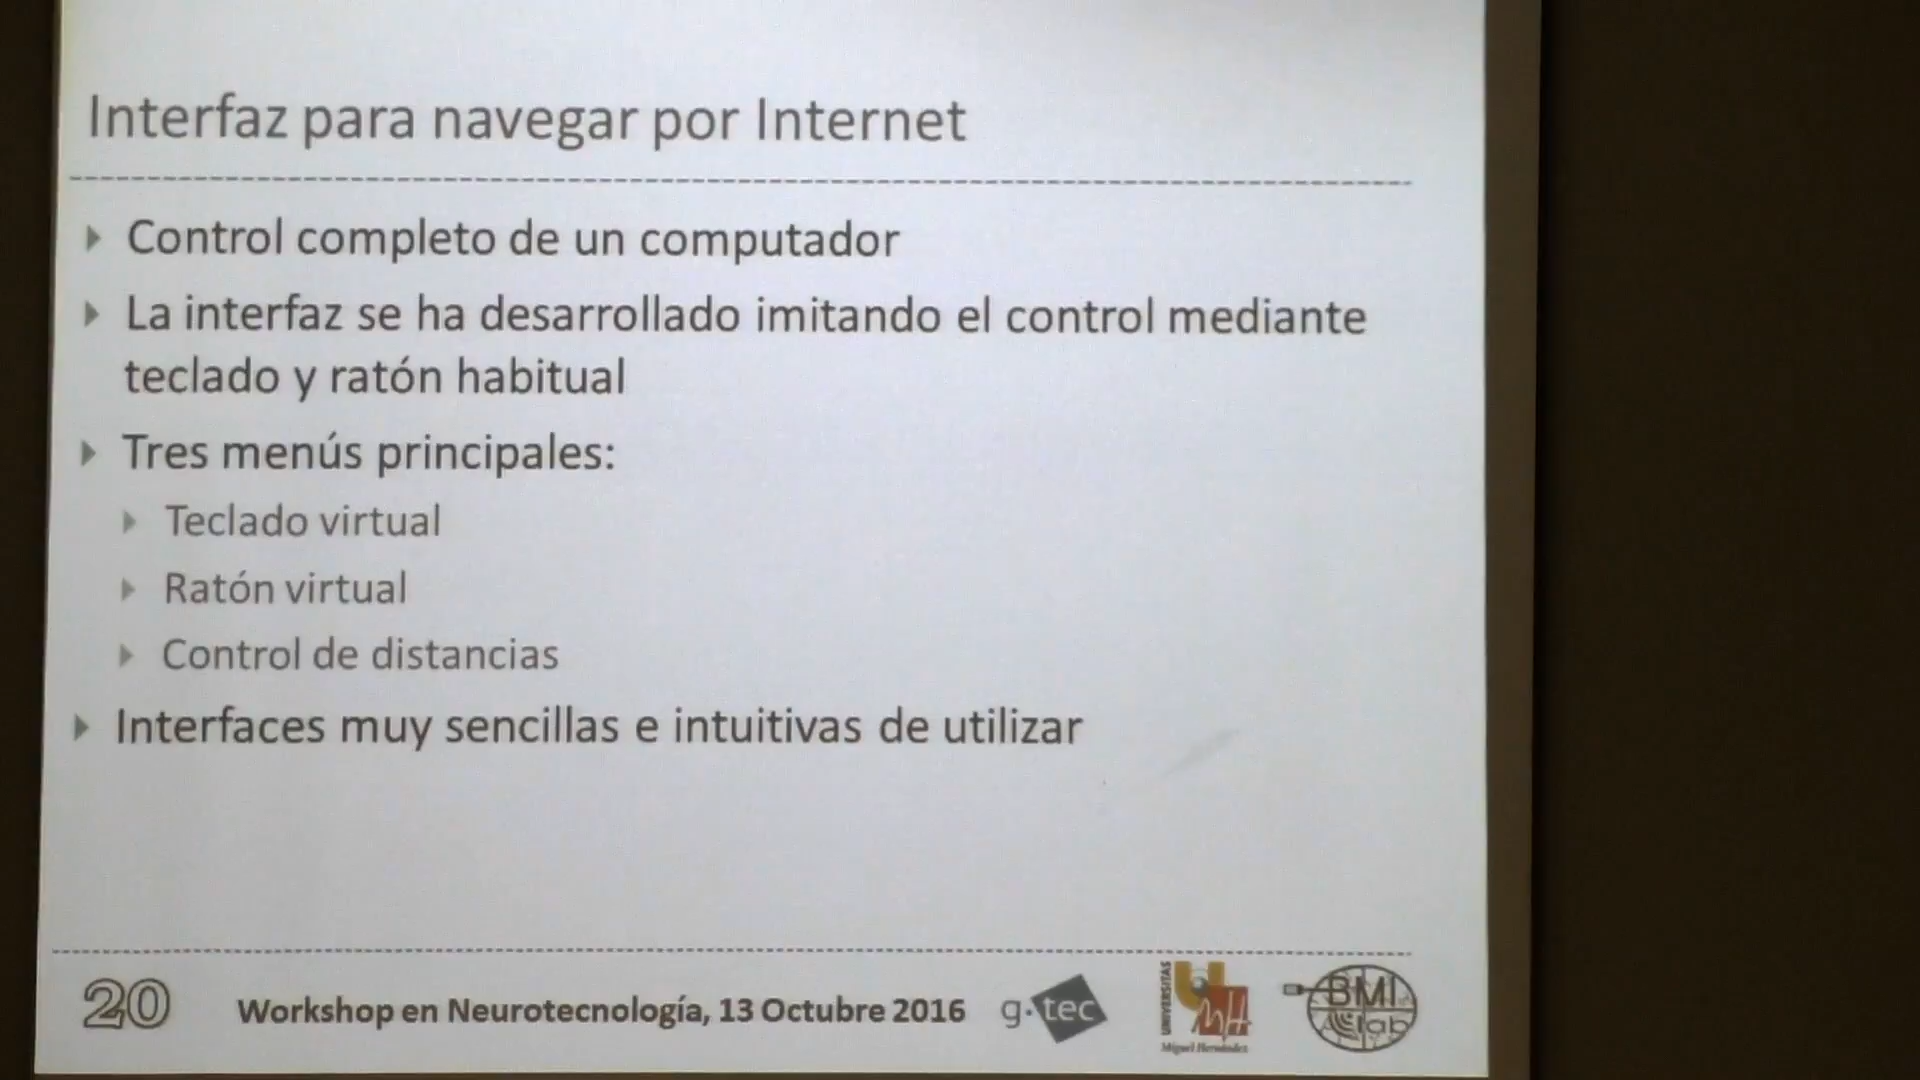 Interfaz para navegar por Internet
Control completo de un computador
La interfaz se ha desarrollado imitando el control mediante
teclado y ratón habitual
Tres menús principales:
Teclado virtual
Ratón virtual
Control de distancias
Interfaces muy sencillas e intuitivas de utilizar
20
Workshop en Neurotecnología, 13 Octubre 2016
g.tec
UNIVERSITAS
Miguel Hernández
BMI
Lab